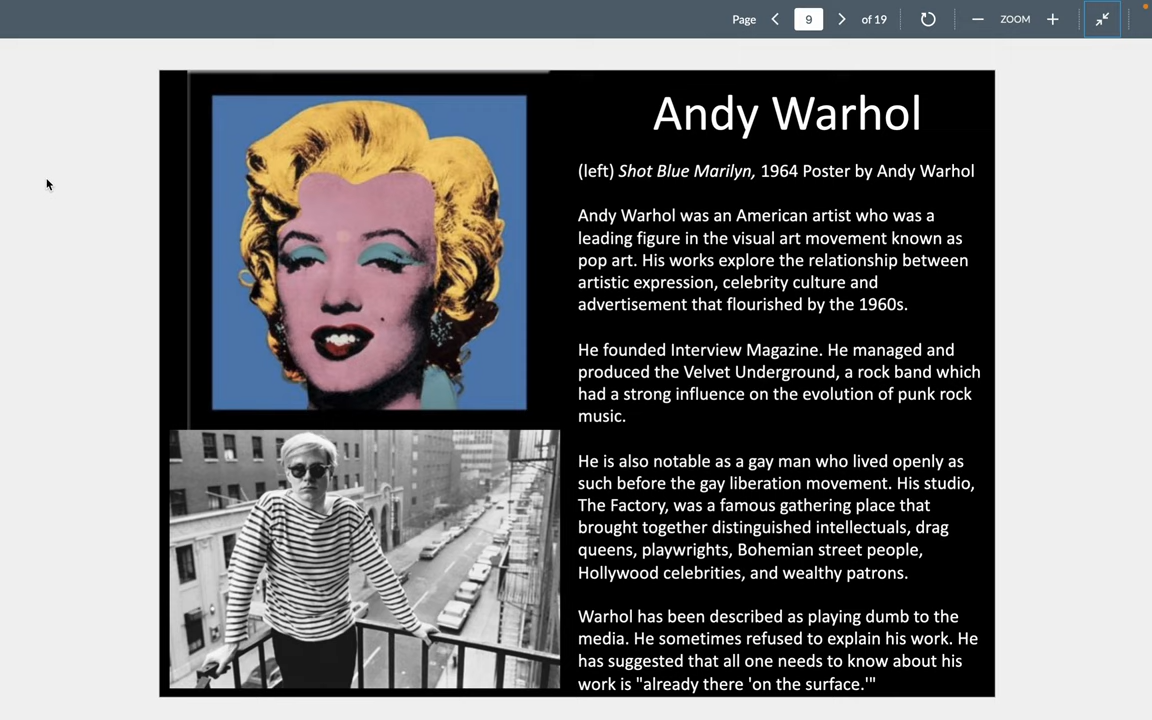 Page 9 of 19 ZOOM
Andy Warhol
(left) Shot Blue Marilyn, 1964 Poster by Andy Warhol
Andy Warhol was an American artist who was a
leading figure in the visual art movement known as
pop art. His works explore the relationship between
artistic expression, celebrity culture and
advertisement that flourished by the 1960s.
He founded Interview Magazine. He managed and
produced the Velvet Underground, a rock band which
had a strong influence on the evolution of punk rock
music.
He is also notable as a gay man who lived openly as
such before the gay liberation movement. His studio,
The Factory, was a famous gathering place that
brought together distinguished intellectuals, drag
queens, playwrights, Bohemian street people,
Hollywood celebrities, and wealthy patrons.
Warhol has been described as playing dumb to the
media. He sometimes refused to explain his work. He
has suggested that all one needs to know about his
work is "already there 'on the surface.'"